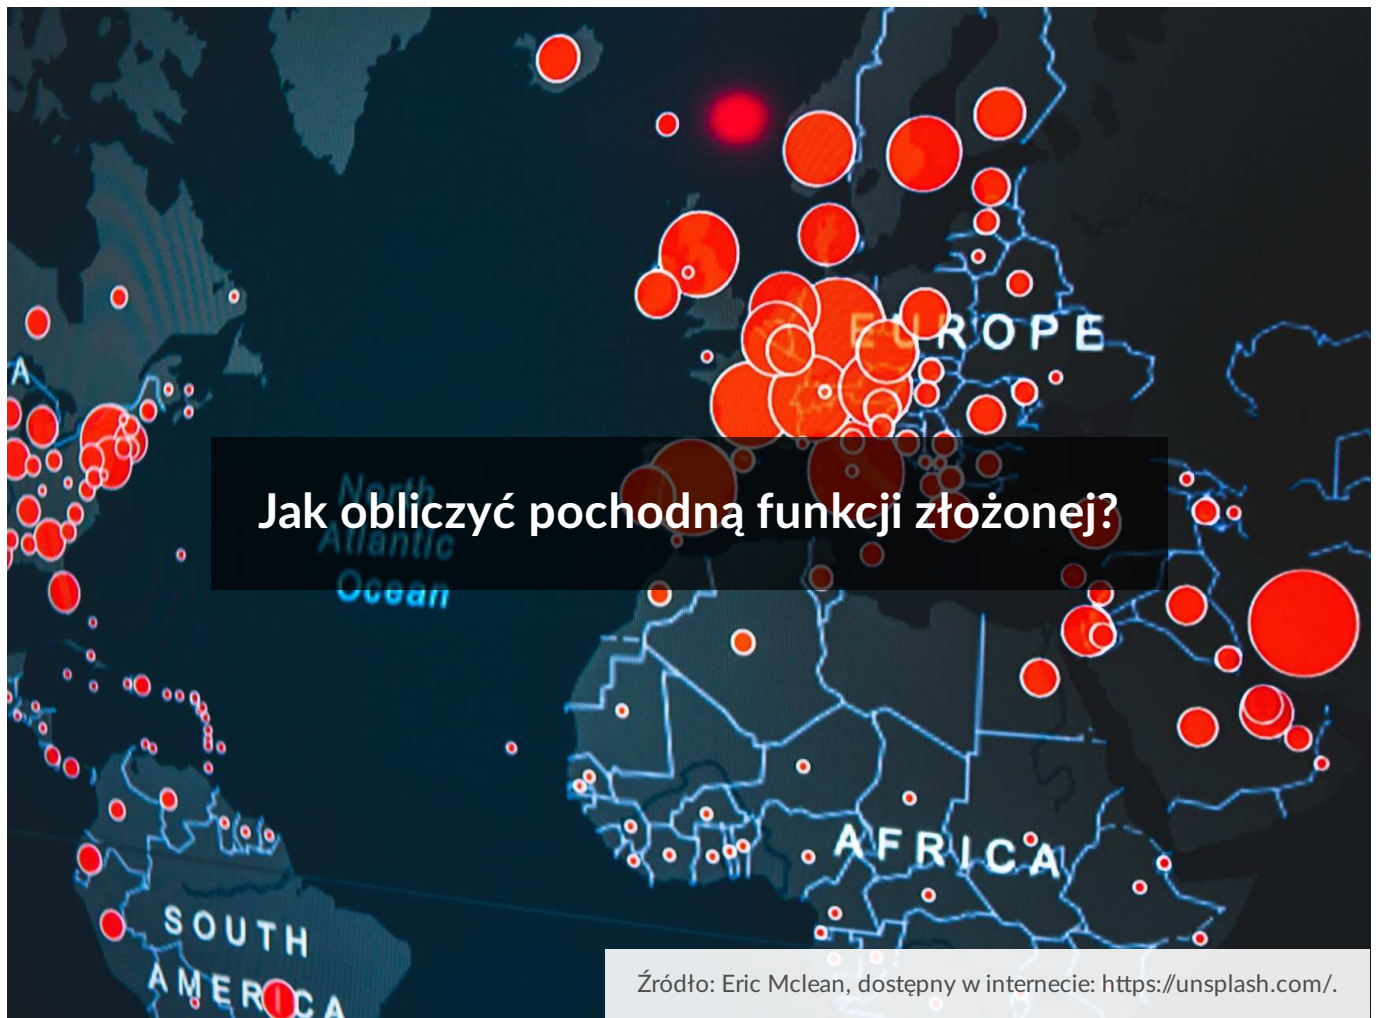 EUROPE
A
Jak obliczyć pochodną funkcji złożonej?
North
Atlantic
Ocean
AFRICA
SOUTH
AMERICA
Źródło: Eric Mclean, dostępny w internecie: https://unsplash.com/.